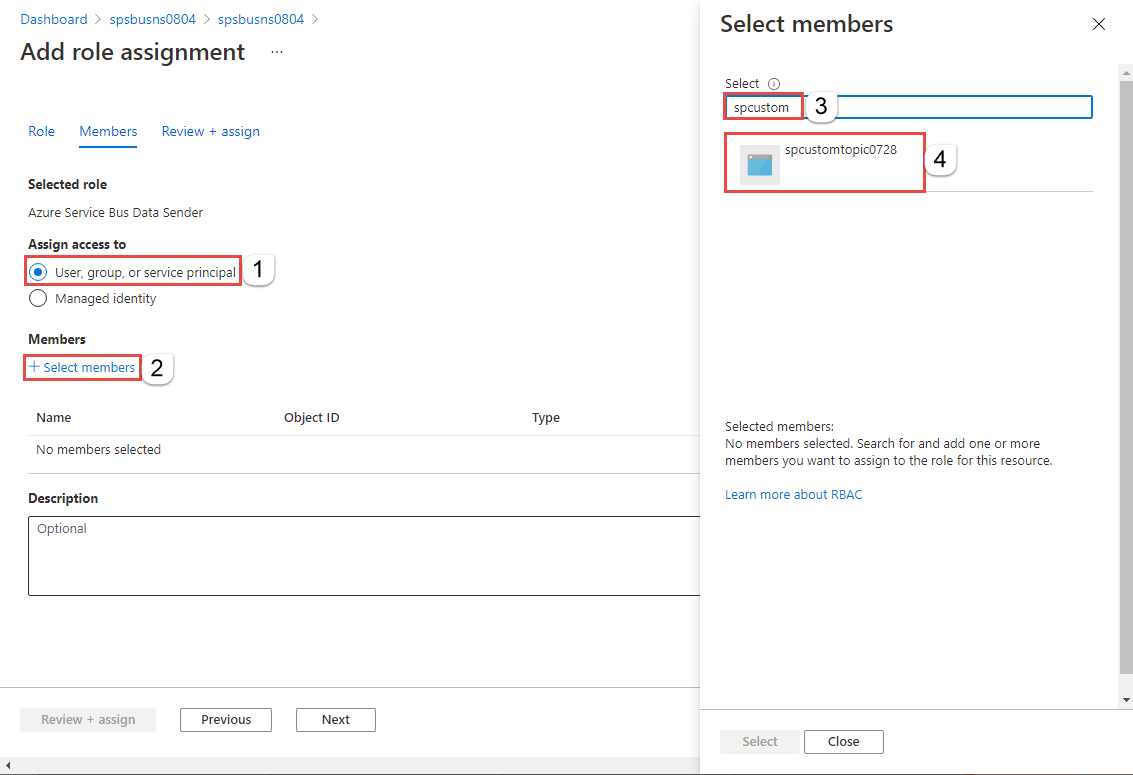 Dashboard > spsbusns0804 > spsbusns0804 >
Add role assignment ...
Role Members Review + assign
Selected role
Azure Service Bus Data Sender
Assign access to
User, group, or service principal 1
Managed identity
Members
+ Select members 2
Name Object ID Type
No members selected
Description
Optional
Review + assign Previous Next
Select members
Select
spcustom 3
spcustomtopic0728 4
Selected members:
No members selected. Search for and add one or more
members you want to assign to the role for this resource.
Learn more about RBAC
Select Close